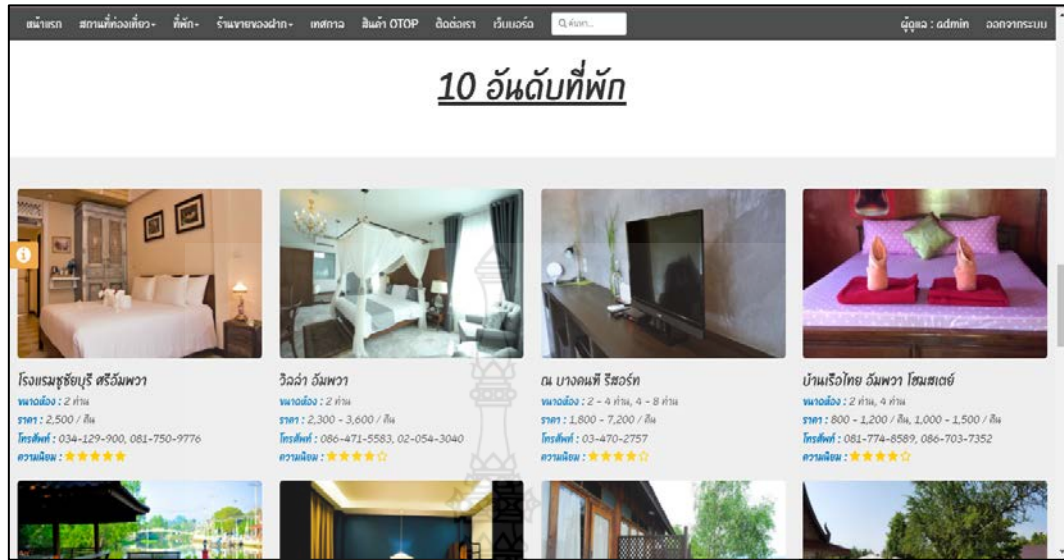 หน้าแรก สถานที่ท่องเที่ยว ที่พัก ร้านขายของฝาก เทศกาล สินค้า OTOP ติดต่อเรา เว็บบอร์ด ค้นหา... ผู้ดูแล : admin ออกจากระบบ
10 อันดับที่พัก
โรงแรมชูชัยบุรี ศรีอัมพวา
ขนาดห้อง : 2 ท่าน
ราคา : 2,500 / คืน
โทรศัพท์ : 034-129-900, 081-750-9776
ความนิยม :
วิลล่า อัมพวา
ขนาดห้อง : 2 ท่าน
ราคา : 2,300 - 3,600 / คืน
โทรศัพท์ : 086-471-5583, 02-054-3040
ความนิยม :
ณ บางคนที รีสอร์ท
ขนาดห้อง : 2 - 4 ท่าน, 4 - 8 ท่าน
ราคา : 1,800 - 7,200 / คืน
โทรศัพท์ : 03-470-2757
ความนิยม :
บ้านเรือไทย อัมพวา โฮมสเตย์
ขนาดห้อง : 2 ท่าน, 4 ท่าน
ราคา : 800 - 1,200 / คืน, 1,000 - 1,500 / คืน
โทรศัพท์ : 081-774-8589, 086-703-7352
ความนิยม :